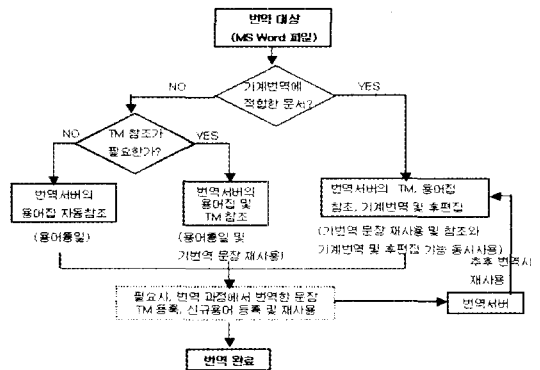 번역 대상
(MS Word 파일)
기계번역에
적합한 문서?
NO
YES
TM 참조가
필요한가?
NO
YES
번역서버의
용어집 자동참조
(용어통일)
번역서버의
용어집 및
TM 참조
(용어통일 및
기번역 문장 재사용)
번역서버의 TM, 용어집
참조, 기계번역 및 후편집
(기번역 문장 재사용 및 참조와
기계번역 및 후편집 기능 동시사용)
추후 번역시
재사용
필요시, 번역 과정에서 번역한 문장
TM 등록, 신규용어 등록 및 재사용
번역서버
번역 완료